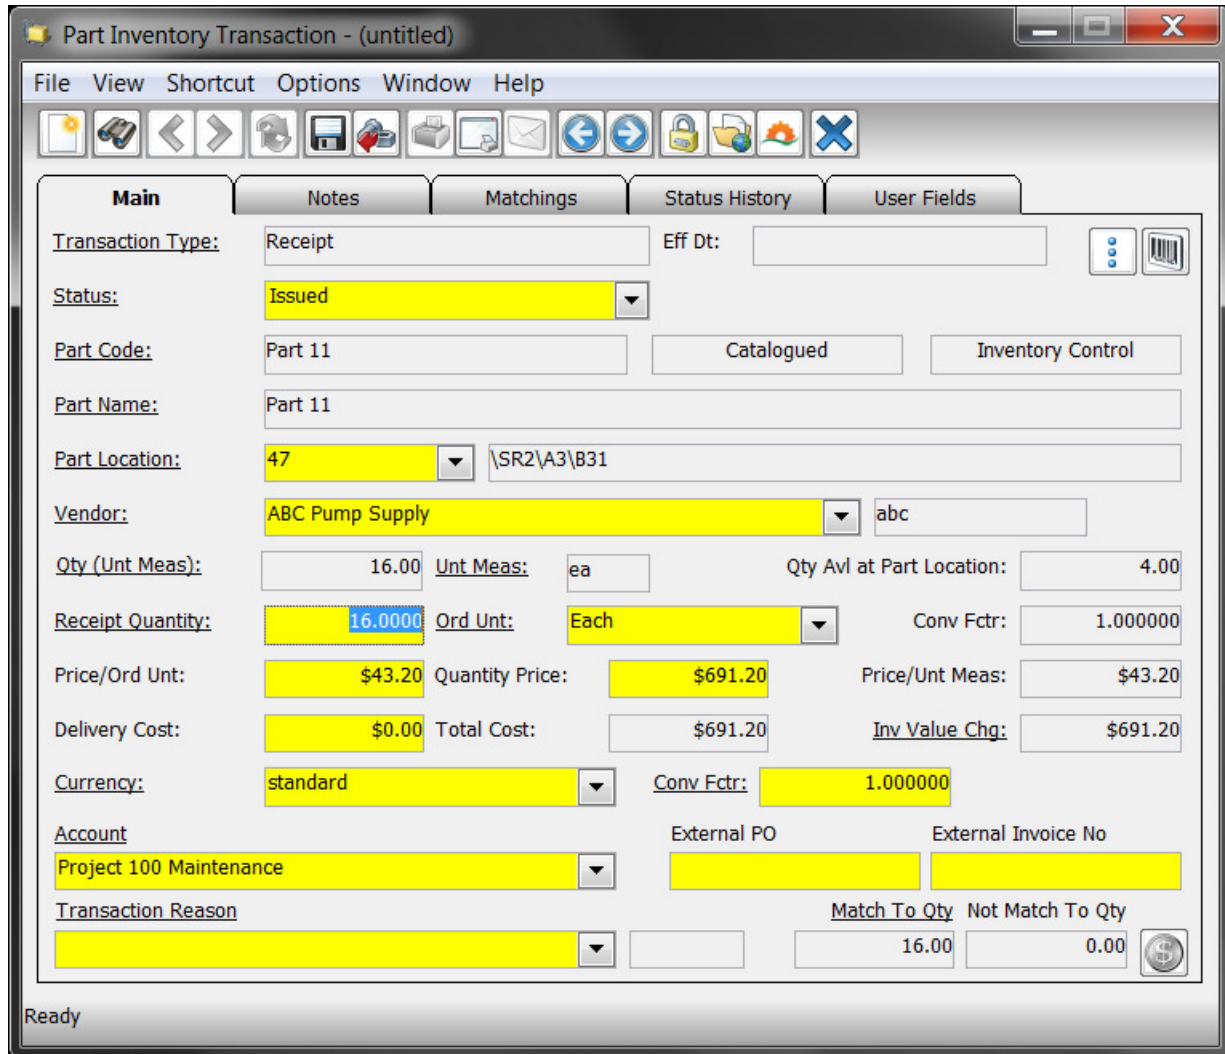 Part Inventory Transaction - (untitled)
File View Shortcut Options Window Help
Main Notes Matchings Status History User Fields
Transaction Type: Receipt Eff Dt:
Status: Issued
Part Code: Part 11 Catalogued Inventory Control
Part Name: Part 11
Part Location: 47 \SR2\A3\B31
Vendor: ABC Pump Supply abc
Qty (Unt Meas): 16.00 Unt Meas: ea Qty Avl at Part Location: 4.00
Receipt Quantity: 16.0000 Ord Unt: Each Conv Fctr: 1.000000
Price/Ord Unt: $43.20 Quantity Price: $691.20 Price/Unt Meas: $43.20
Delivery Cost: $0.00 Total Cost: $691.20 Inv Value Chg: $691.20
Currency: standard Conv Fctr: 1.000000
Account External PO External Invoice No
Project 100 Maintenance
Transaction Reason Match To Qty Not Match To Qty
16.00 0.00
Ready